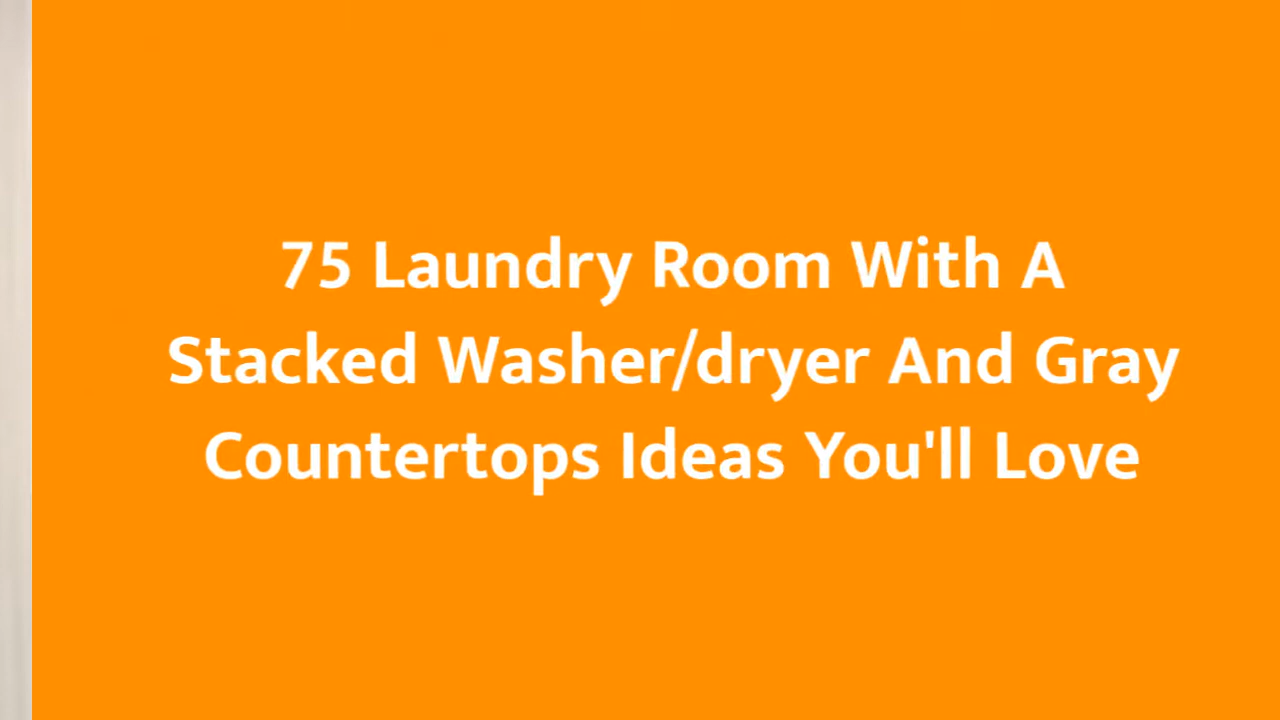 75 Laundry Room With A
Stacked Washer/dryer And Gray
Countertops Ideas You'll Love